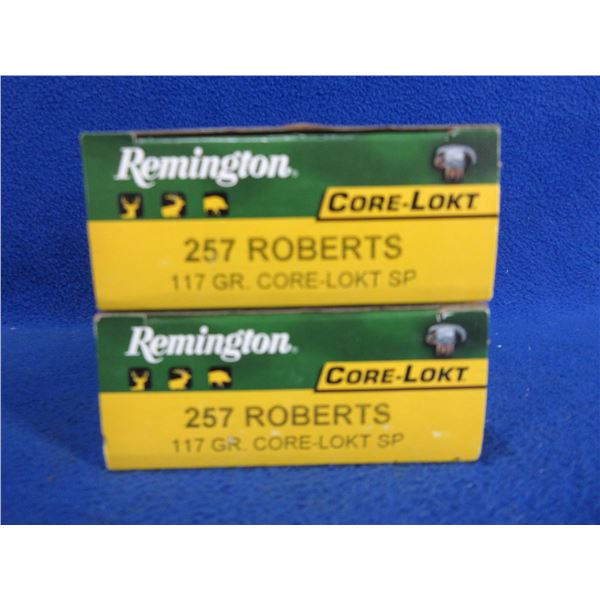 Remington®
CORE-LOKT
257 ROBERTS
117 GR. CORE-LOKT SP
Remington®
CORE-LOKT
257 ROBERTS
117 GR. CORE-LOKT SP